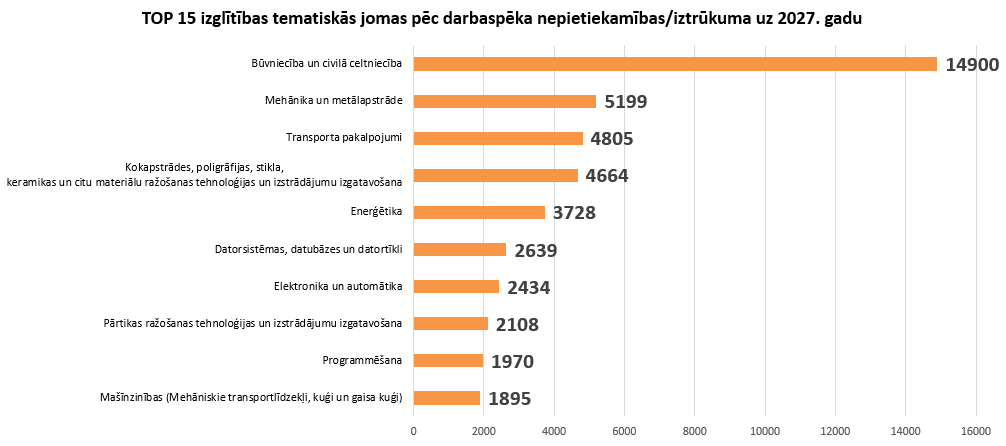 TOP 15 izglītības tematiskās jomas pēc darbaspēka nepietiekamības/iztrūkuma uz 2027. gadu
Būvniecība un civilā celtniecība 14900
Mehānika un metālapstrāde 5199
Transporta pakalpojumi 4805
Kokapstrādes, poligrāfijas, stikla,
keramikas un citu materiālu ražošanas tehnoloģijas un izstrādājumu izgatavošana 4664
Enerģētika 3728
Datorsistēmas, datubāzes un datortīkli 2639
Elektronika un automātika 2434
Pārtikas ražošanas tehnoloģijas un izstrādājumu izgatavošana 2108
Programmēšana 1970
Mašīnzinības (Mehāniskie transportlīdzekļi, kuģi un gaisa kuģi) 1895
0 2000 4000 6000 8000 10000 12000 14000 16000